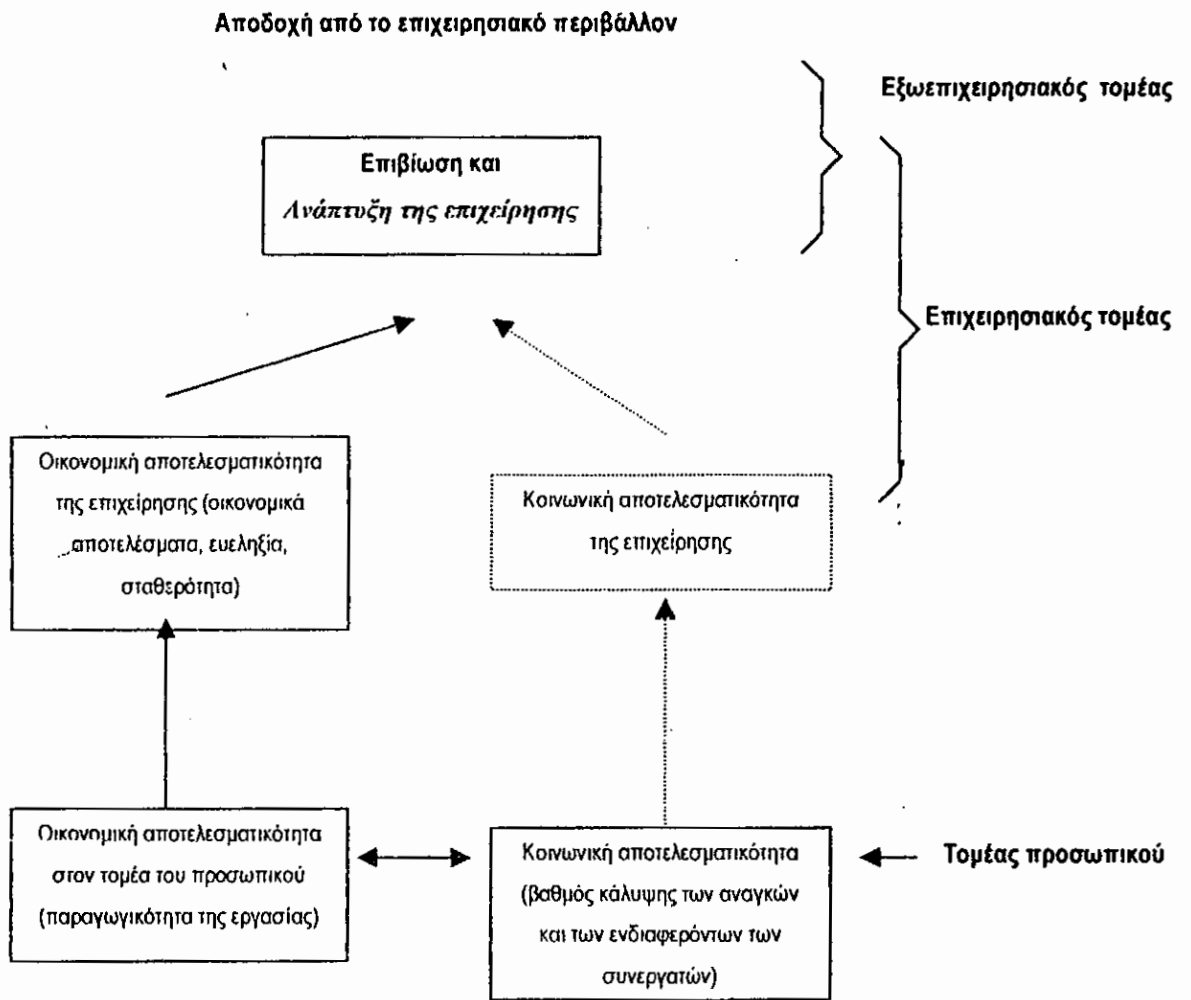 Αποδοχή από το επιχειρησιακό περιβάλλον
Εξωεπιχειρησιακός τομέας
Επιβίωση και
Ανάπτυξη της επιχείρησης
Επιχειρησιακός τομέας
Οικονομική αποτελεσματικότητα
της επιχείρησης (οικονομικά
αποτελέσματα, ευεληξία,
σταθερότητα)
Κοινωνική αποτελεσματικότητα
της επιχείρησης
Οικονομική αποτελεσματικότητα
στον τομέα του προσωπικού
(παραγωγικότητα της εργασίας)
Κοινωνική αποτελεσματικότητα
(βαθμός κάλυψης των αναγκών
και των ενδιαφερόντων των
συνεργατών)
Τομέας προσωπικού